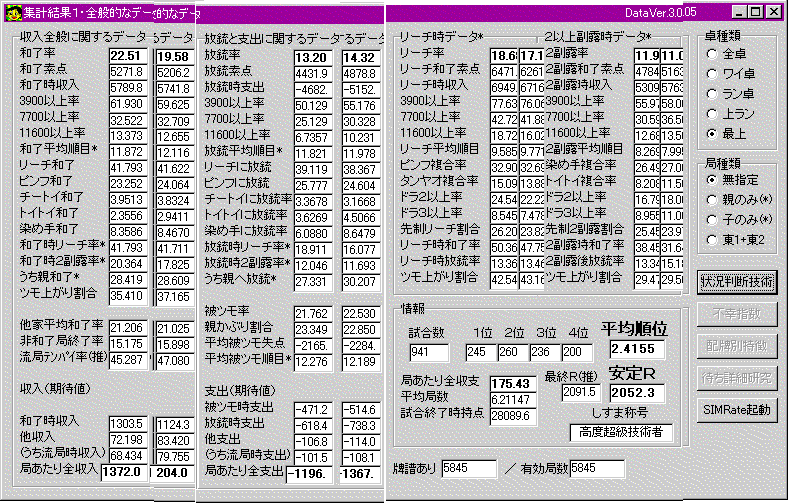 集計結果1・全般的なデータ な データ
DataVer.3.0.05
収入全般に関するデータ るデータ
和了率 22.51 19.58
和了素点 5271.8 5206.2
和了時収入 5789.8 5741.8
3900以上率 61.930 59.625
7700以上率 32.522 32.709
11600以上率 13.373 12.655
和了平均順目* 11.872 12.116
リーチ和了 41.793 41.622
ピンフ和了 23.252 24.064
チートイ和了 3.9513 3.8324
トイトイ和了 2.3556 2.9411
染め手和了 8.3586 8.4670
和了時リーチ率* 41.793 41.711
和了時2副露率* 20.364 17.825
うち親和了* 28.419 28.609
ツモ上がり割合 35.410 37.165
他家平均和了率 21.206 21.025
非和了局終了率 15.175 15.898
流局テンパイ率(推) 45.287 47.080
収入(期待値)
和了時収入 1303.5 1124.3
他収入 72.198 83.420
(うち流局時収入) 68.434 79.755
局あたり全収入 1372.0 204.0
放銃と支出に関するデータ するデータ
放銃率 13.20 14.32
放銃素点 4431.9 4878.8
放銃時支出 -4682. -5152.
3900以上率 50.129 55.176
7700以上率 25.129 30.328
11600以上率 6.7357 10.231
放銃平均順目* 11.821 11.978
リーチに放銃 39.119 38.367
ピンフに放銃 25.777 24.604
チートイに放銃 3.3678 3.1668
トイトイに放銃 3.6269 4.5066
染め手に放銃 6.0880 8.6479
放銃時リーチ率* 18.911 16.077
放銃時2副露率* 12.046 11.693
うち親へ放銃* 27.331 30.207
被ツモ率 21.762 22.530
親かぶり割合 23.349 22.850
平均被ツモ失点 -2165. -2284.
平均被ツモ順目* 12.276 12.189
支出(期待値)
被ツモ時支出 -471.2 -514.6
放銃時支出 -618.4 -738.3
他支出 -106.8 -114.0
(うち流局時支出) -101.5 -108.1
局あたり全支出 -1196. -1367.
リーチ時データ*
リーチ率 18.6 17.1
リーチ和了素点 6471. 6261
リーチ時収入 6949. 6716
3900以上率 77.63 76.06
7700以上率 42.72 41.88
11600以上率 18.72 16.02
リーチ平均順目 9.585 9.771
ピンフ複合率 32.90 32.69
タンヤオ複合率 15.09 13.88
ドラ2以上率 24.54 22.22
ドラ3以上率 8.545 7.478
先制リーチ割合 63.21 60.20
リーチ時和了率 50.36 47.75
リーチ時放銃率 13.36 13.36
ツモ上がり割合 42.54 43.16
2以上副露時データ*
2副露率 11.9 11.0
2副露和了素点 4784 5163
2副露時収入 5309 5763
3900以上率 55.97 58.00
7700以上率 30.59 36.50
11600以上率 12.68 13.50
2副露平均順目 8.269 7.995
染め手複合率 26.49 27.00
トイトイ複合率 8.208 11.50
ドラ2以上率 16.79 18.00
ドラ3以上率 8.955 11.00
先制2副露割合 25.54 23.97
2副露時和了率 38.45 31.64
2副露後放銃率 13.34 15.18
ツモ上がり割合 29.47 29.50
情報
試合数 1位 2位 3位 4位 平均順位
941 245 260 236 200 2.4155
局あたり全収支 175.43 最終R(推) 2091.5 安定R 2052.3
平均局数 6.21147
試合終了時持点 28089.6
しすま称号
高度超級技術者
牌譜あり 5845 / 有効局数 5845
卓種類
全卓
ワイ卓
ラン卓
上ラン
最上
局種類
無指定
親のみ(*)
子のみ(*)
東1+東2
状況判断技術
不幸指数
配牌別特徴
待ち詳細研究
SIMRate起動